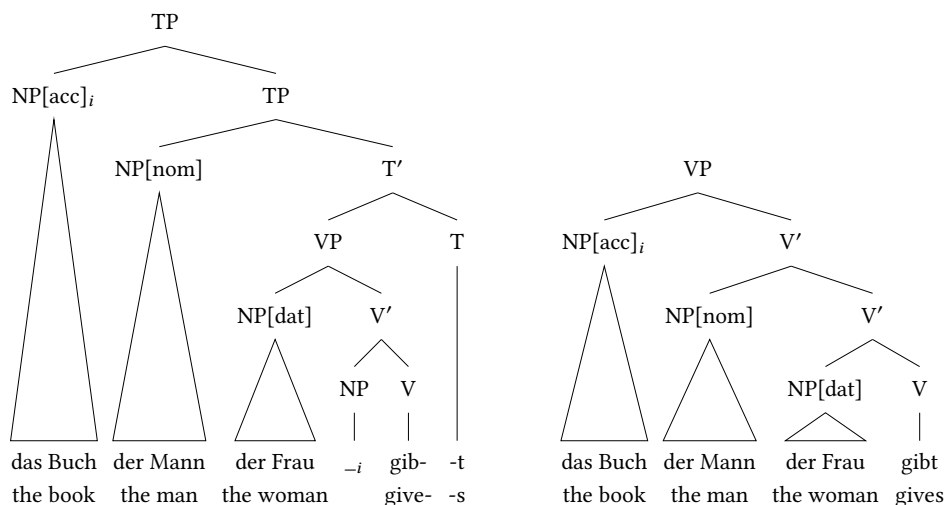 TP
NP[acc]ᵢ TP
NP[nom] T′ VP
VP T NP[acc]ᵢ V′
NP[dat] V′ NP[nom] V′
NP V NP[dat] V
das Buch der Mann der Frau _ᵢ gib- -t das Buch der Mann der Frau gibt
the book the man the woman give- -s the book the man the woman gives